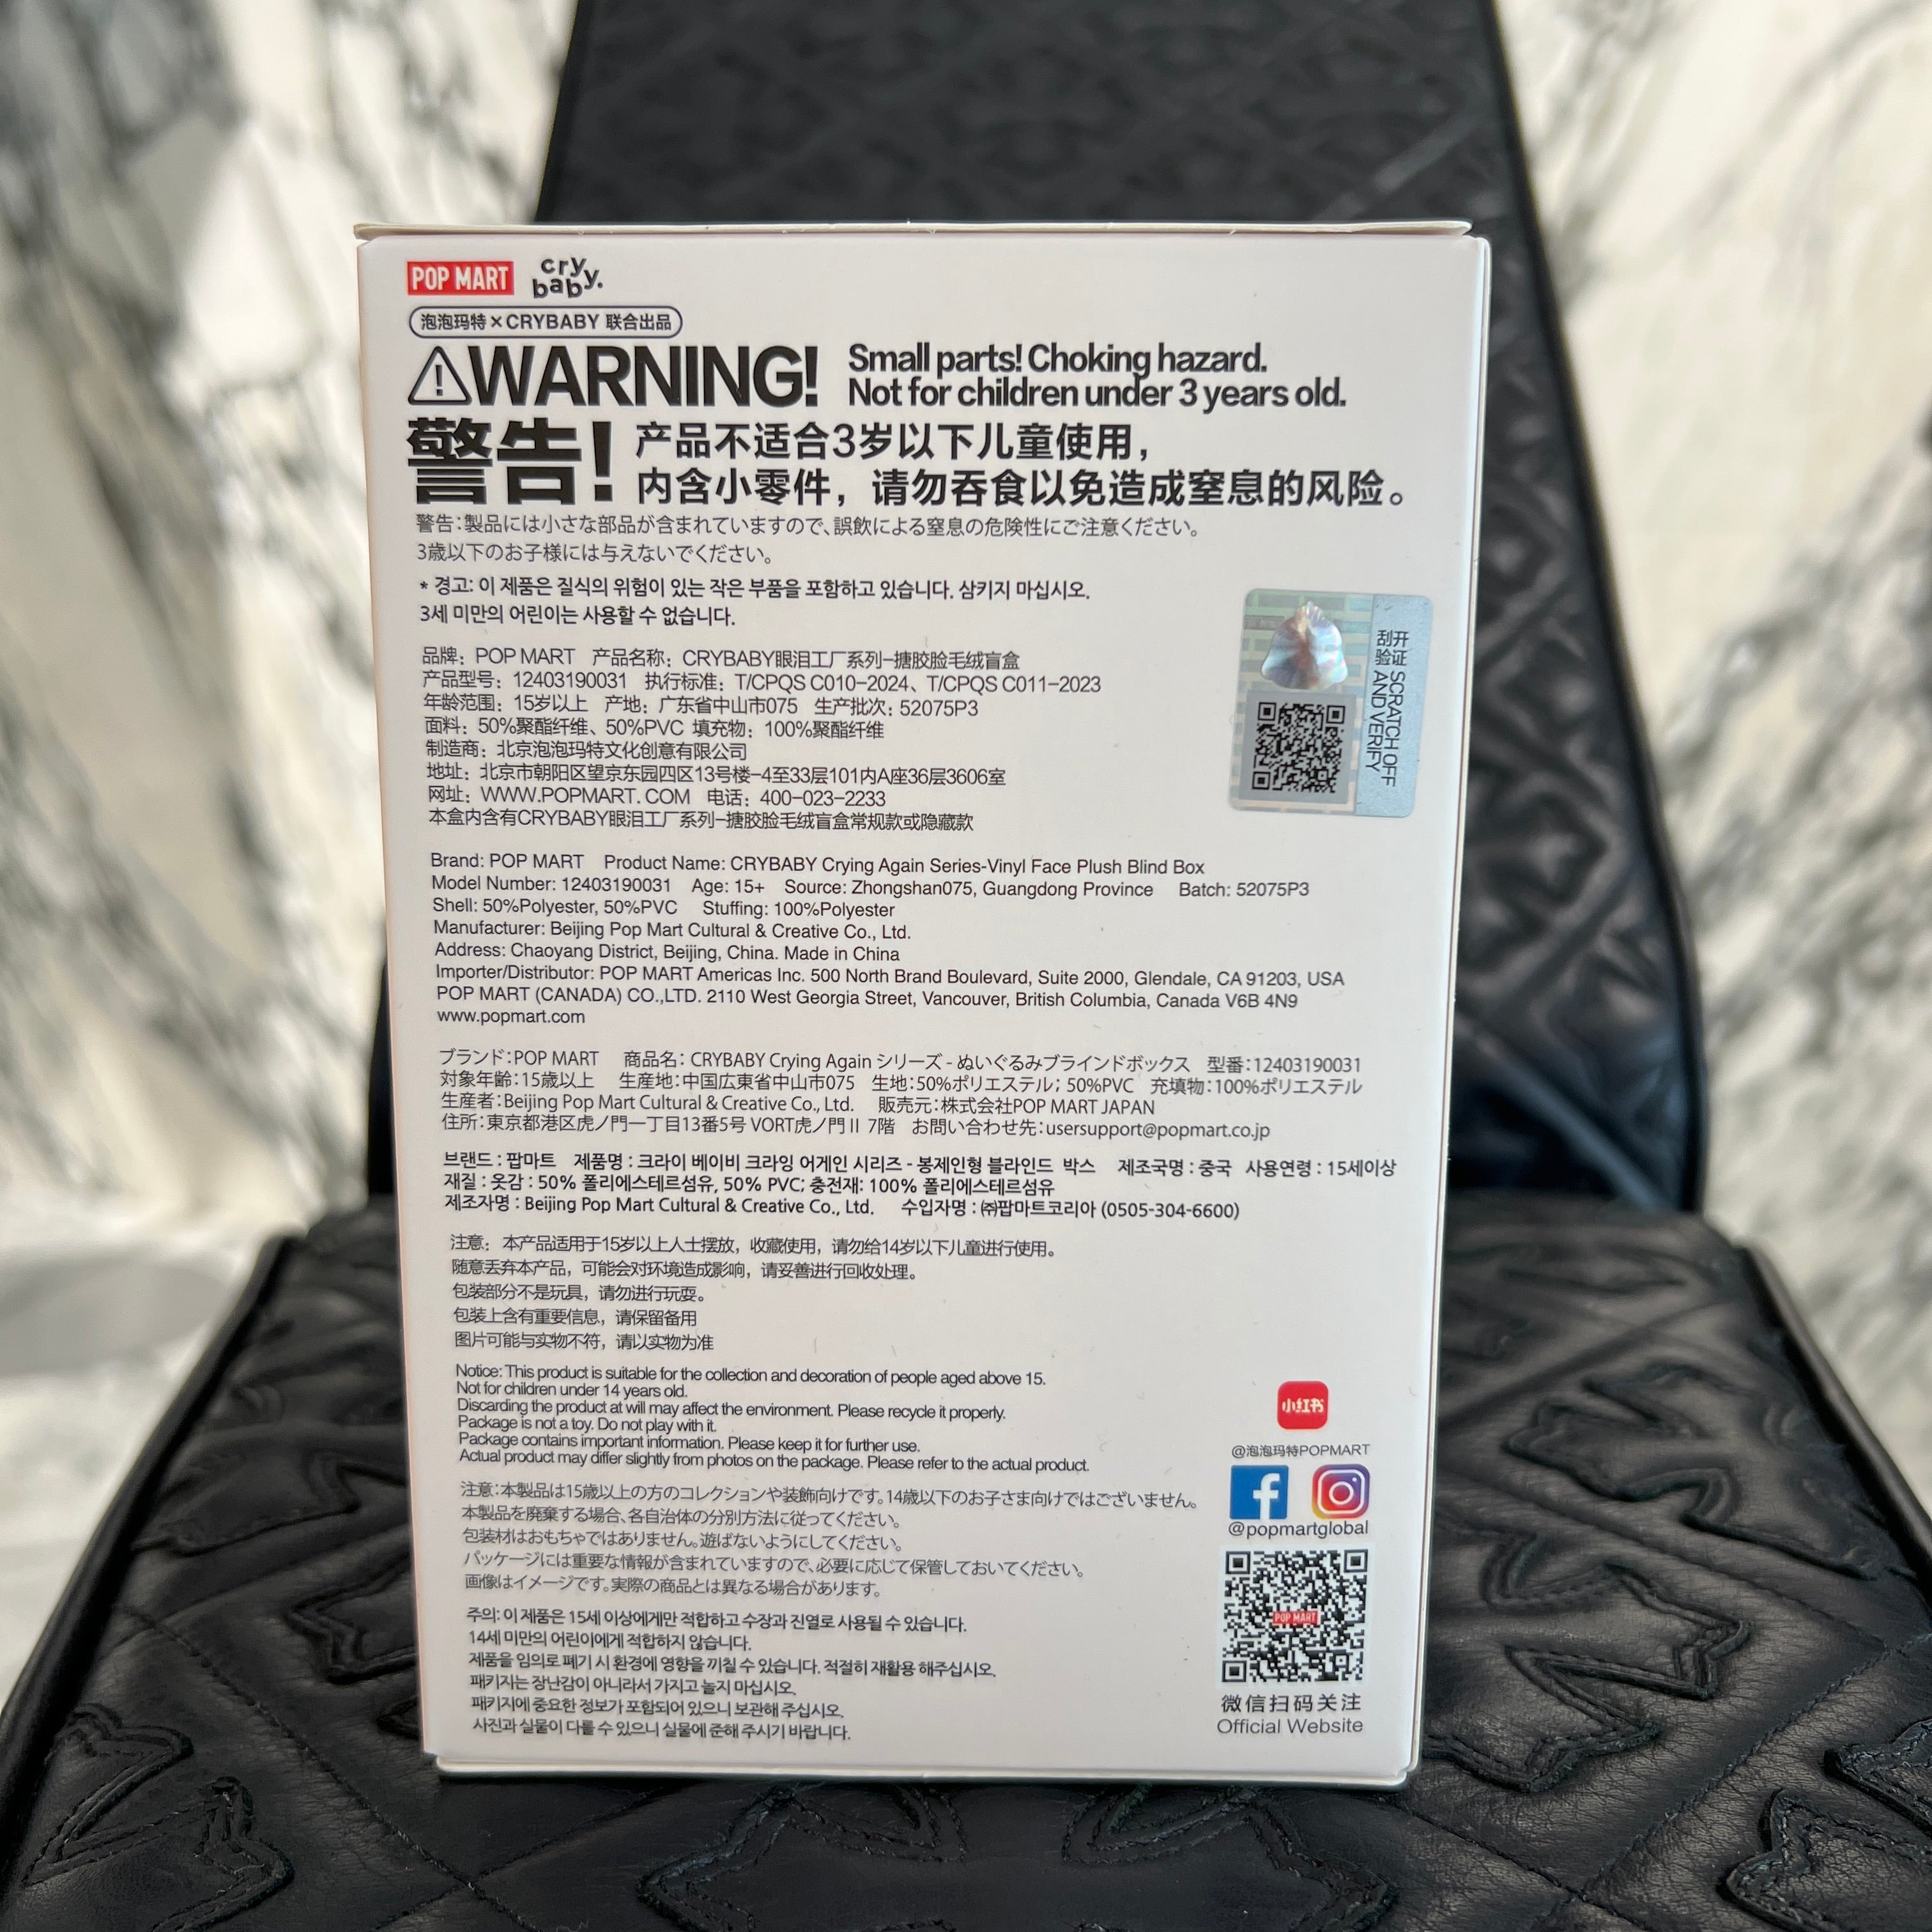 POP MART cry baby.
泡泡玛特×CRYBABY 联合出品
WARNING! Small parts! Choking hazard.
Not for children under 3 years old.
警告! 产品不适合3岁以下儿童使用，
内含小零件，请勿吞食以免造成窒息的风险。
警告：製品には小さな部品が含まれていますので、誤飲による窒息の危険性にご注意ください。
3歳以下のお子様には与えないでください。
* 경고: 이 제품은 질식의 위험이 있는 작은 부품을 포함하고 있습니다. 삼키지 마십시오.
3세 미만의 어린이는 사용할 수 없습니다.
品牌：POP MART 产品名称：CRYBABY眼泪工厂系列-搪胶脸毛绒盲盒
产品型号：12403190031 执行标准：T/CPQS C010-2024、T/CPQS C011-2023
年龄范围：15岁以上 产地：广东省中山市075 生产批次：52075P3
面料：50%聚酯纤维、50%PVC 填充物：100%聚酯纤维
制造商：北京泡泡玛特文化创意有限公司
地址：北京市朝阳区望京东园四区13号楼-4至33层101内A座36层3606室
网址：WWW.POPMART.COM 电话：400-023-2233
本盒内含有CRYBABY眼泪工厂系列-搪胶脸毛绒盲盒常规款或隐藏款
刮开验证 SCRATCH OFF AND VERIFY
Brand: POP MART Product Name: CRYBABY Crying Again Series-Vinyl Face Plush Blind Box
Model Number: 12403190031 Age: 15+ Source: Zhongshan075, Guangdong Province Batch: 52075P3
Shell: 50%Polyester, 50%PVC Stuffing: 100%Polyester
Manufacturer: Beijing Pop Mart Cultural & Creative Co., Ltd.
Address: Chaoyang District, Beijing, China. Made in China
Importer/Distributor: POP MART Americas Inc. 500 North Brand Boulevard, Suite 2000, Glendale, CA 91203, USA
POP MART (CANADA) CO.,LTD. 2110 West Georgia Street, Vancouver, British Columbia, Canada V6B 4N9
www.popmart.com
ブランド：POP MART 商品名：CRYBABY Crying Again シリーズ - ぬいぐるみブラインドボックス 型番：12403190031
対象年齢：15歳以上 生産地：中国広東省中山市075 生地：50%ポリエステル；50%PVC 充填物：100%ポリエステル
生産者：Beijing Pop Mart Cultural & Creative Co., Ltd. 販売元：株式会社POP MART JAPAN
住所：東京都港区虎ノ門一丁目13番5号 VORT虎ノ門II 7階 お問い合わせ先：usersupport@popmart.co.jp
브랜드 : 팝마트 제품명 : 크라이 베이비 크라잉 어게인 시리즈 - 봉제인형 블라인드 박스 제조국명 : 중국 사용연령 : 15세이상
재질 : 옷감 : 50% 폴리에스테르섬유, 50% PVC; 충전재: 100% 폴리에스테르섬유
제조자명 : Beijing Pop Mart Cultural & Creative Co., Ltd. 수입자명 : ㈜팝마트코리아 (0505-304-6600)
注意：本产品适用于15岁以上人士摆放，收藏使用，请勿给14岁以下儿童进行使用。
随意丢弃本产品，可能会对环境造成影响，请妥善进行回收处理。
包装部分不是玩具，请勿进行玩耍。
包装上含有重要信息，请保留备用
图片可能与实物不符，请以实物为准
Notice: This product is suitable for the collection and decoration of people aged above 15.
Not for children under 14 years old.
Discarding the product at will may affect the environment. Please recycle it properly.
Package is not a toy. Do not play with it.
Package contains important information. Please keep it for further use.
Actual product may differ slightly from photos on the package. Please refer to the actual product.
注意：本製品は15歳以上の方のコレクションや装飾向けです。14歳以下のお子さま向けではございません。
本製品を廃棄する場合、各自治体の分別方法に従ってください。
包装材はおもちゃではありません。遊ばないようにしてください。
パッケージには重要な情報が含まれていますので、必要に応じて保管しておいてください。
画像はイメージです。実際の商品とは異なる場合があります。
주의: 이 제품은 15세 이상에게만 적합하고 수장과 진열로 사용될 수 있습니다.
14세 미만의 어린이에게 적합하지 않습니다.
제품을 임의로 폐기 시 환경에 영향을 끼칠 수 있습니다. 적절히 재활용 해주십시오.
패키지는 장난감이 아니라서 가지고 놀지 마십시오.
패키지에 중요한 정보가 포함되어 있으니 보관해 주십시오.
사진과 실물이 다를 수 있으니 실물에 준해 주시기 바랍니다.
小红书
@泡泡玛特POPMART
@popmartglobal
POP MART
微信扫码关注
Official Website